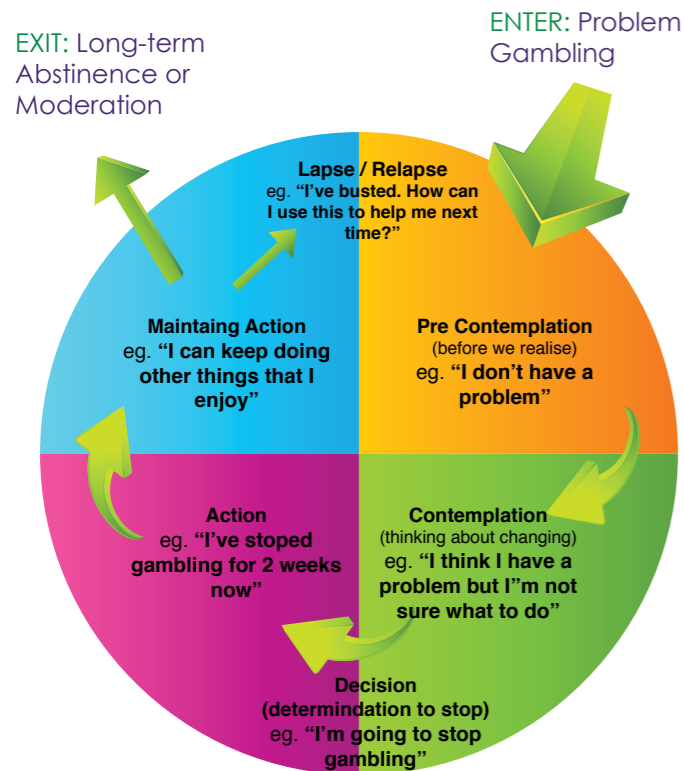 EXIT: Long-term
Abstinence or
Moderation
ENTER: Problem
Gambling
Lapse / Relapse
eg. “I’ve busted. How can
I use this to help me next
time?”
Maintaing Action
eg. “I can keep doing
other things that I
enjoy”
Pre Contemplation
(before we realise)
eg. “I don’t have a
problem”
Action
eg. “I’ve stoped
gambling for 2 weeks
now”
Contemplation
(thinking about changing)
eg. “I think I have a
problem but I"m not
sure what to do”
Decision
(determindation to stop)
eg. “I’m going to stop
gambling”